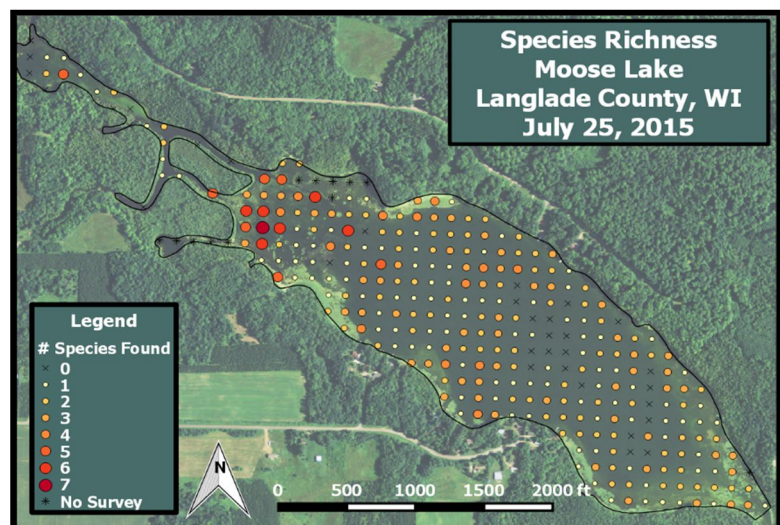 Species Richness
Moose Lake
Langlade County, WI
July 25, 2015
Legend
# Species Found
0
1
2
3
4
5
6
7
No Survey
N
0 500 1000 1500 2000 ft